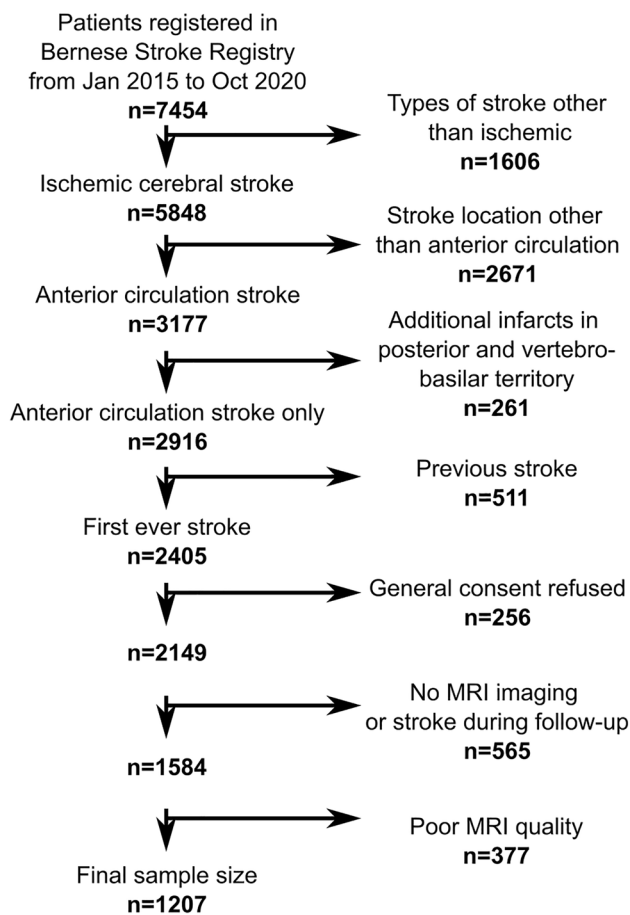 Patients registered in
Bernese Stroke Registry
from Jan 2015 to Oct 2020
n=7454
Types of stroke other
than ischemic
n=1606
Ischemic cerebral stroke
n=5848
Stroke location other
than anterior circulation
n=2671
Anterior circulation stroke
n=3177
Additional infarcts in
posterior and vertebro-
basilar territory
n=261
Anterior circulation stroke only
n=2916
Previous stroke
n=511
First ever stroke
n=2405
General consent refused
n=256
n=2149
No MRI imaging
or stroke during follow-up
n=565
n=1584
Poor MRI quality
n=377
Final sample size
n=1207